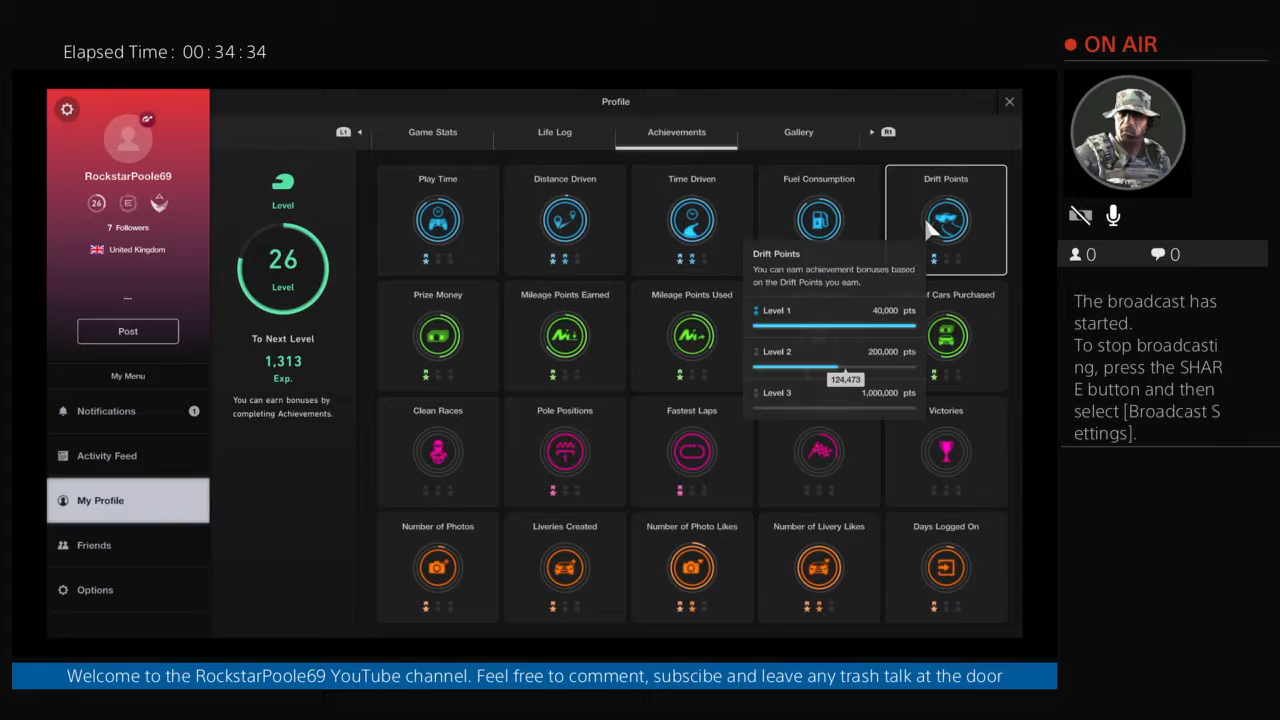 Elapsed Time: 00:34:34
ON AIR
Profile
L1
Game Stats
Life Log
Achievements
Gallery
R1
RockstarPoole69
26
E
7 Followers
United Kingdom
---
Post
My Menu
Notifications
1
Activity Feed
My Profile
Friends
Options
Level
26
Level
To Next Level
1,313
Exp.
You can earn bonuses by
completing Achievements.
Play Time
Distance Driven
Time Driven
Fuel Consumption
Drift Points
Drift Points
You can earn achievement bonuses based
on the Drift Points you earn.
Level 1 40,000 pts
Level 2 200,000 pts
124,473
Level 3 1,000,000 pts
Prize Money
Mileage Points Earned
Mileage Points Used
of Cars Purchased
Clean Races
Pole Positions
Fastest Laps
Victories
Number of Photos
Liveries Created
Number of Photo Likes
Number of Livery Likes
Days Logged On
0
0
The broadcast has
started.
To stop broadcasti
ng, press the SHAR
E button and then
select [Broadcast S
ettings].
Welcome to the RockstarPoole69 YouTube channel. Feel free to comment, subscibe and leave any trash talk at the door